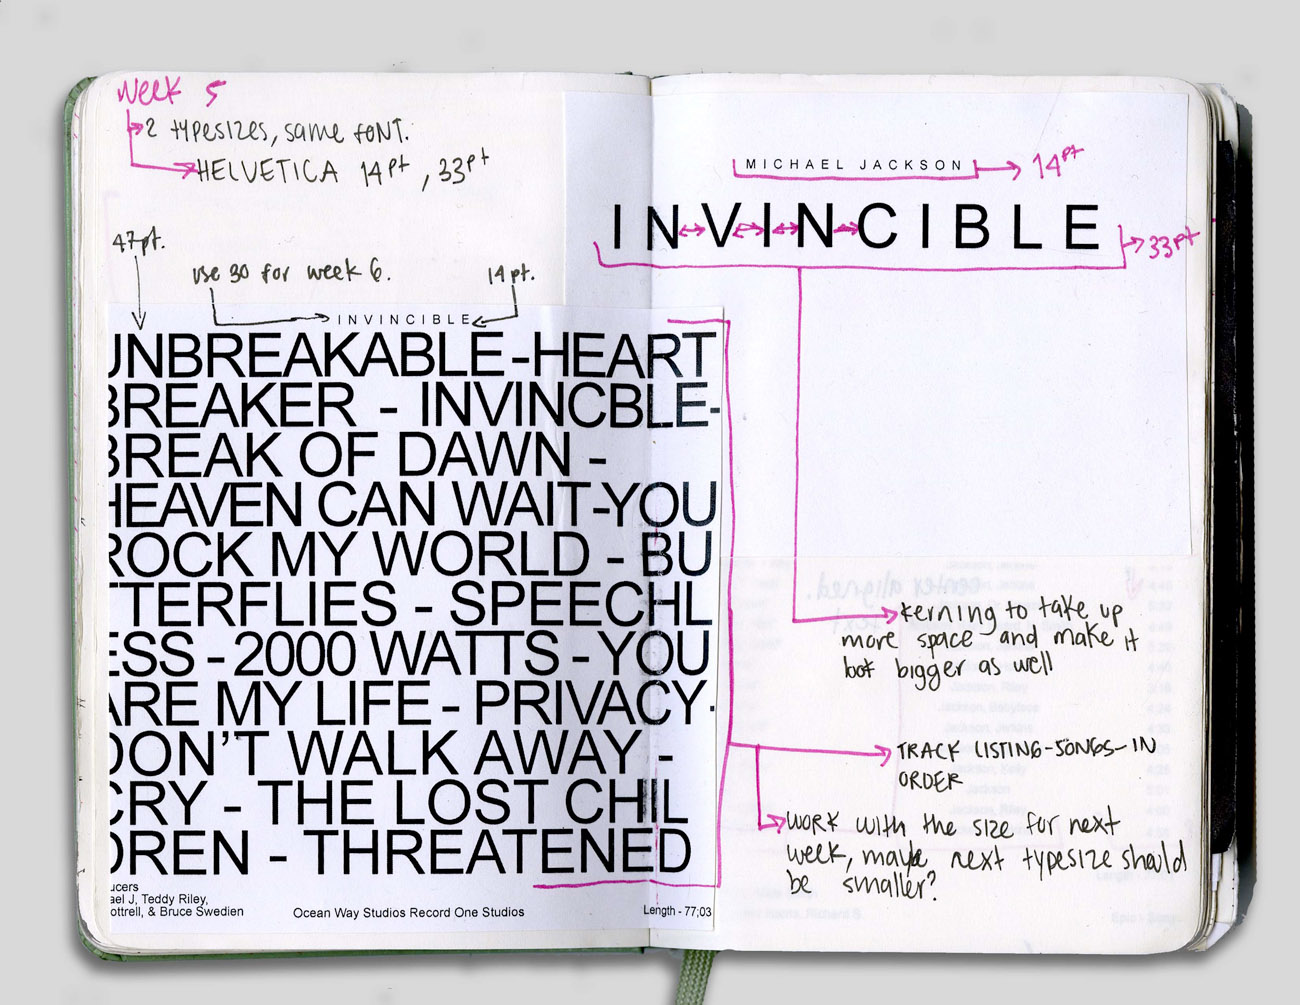 Week 5
2 TYPESIZES, SAME FONT.
HELVETICA 14pt, 33pt
47pt.
use 30 for week 6.
14pt.
INVINCIBLE
UNBREAKABLE-HEART
BREAKER - INVINCBLE-
BREAK OF DAWN -
HEAVEN CAN WAIT-YOU
ROCK MY WORLD - BU
TTERFLIES - SPEECHL
ESS - 2000 WATTS - YOU
ARE MY LIFE - PRIVACY-
DON'T WALK AWAY -
CRY - THE LOST CHIL
DREN - THREATENED
ucers
ael J, Teddy Riley,
ottrell, & Bruce Swedien
Ocean Way Studios Record One Studios
Length - 77;03
MICHAEL JACKSON
14pt
INVINCIBLE
33pt
center aligned.
kerning to take up
more space and make it
bot bigger as well
TRACK LISTING-SONGS-IN
ORDER
WORK with the size for next
week, maybe next typesize should
be smaller?